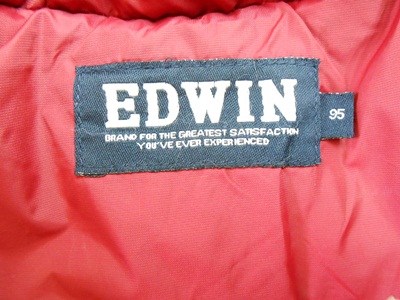 EDWIN
BRAND FOR THE GREATEST SATISFACTION
YOU'VE EVER EXPERIENCED
95